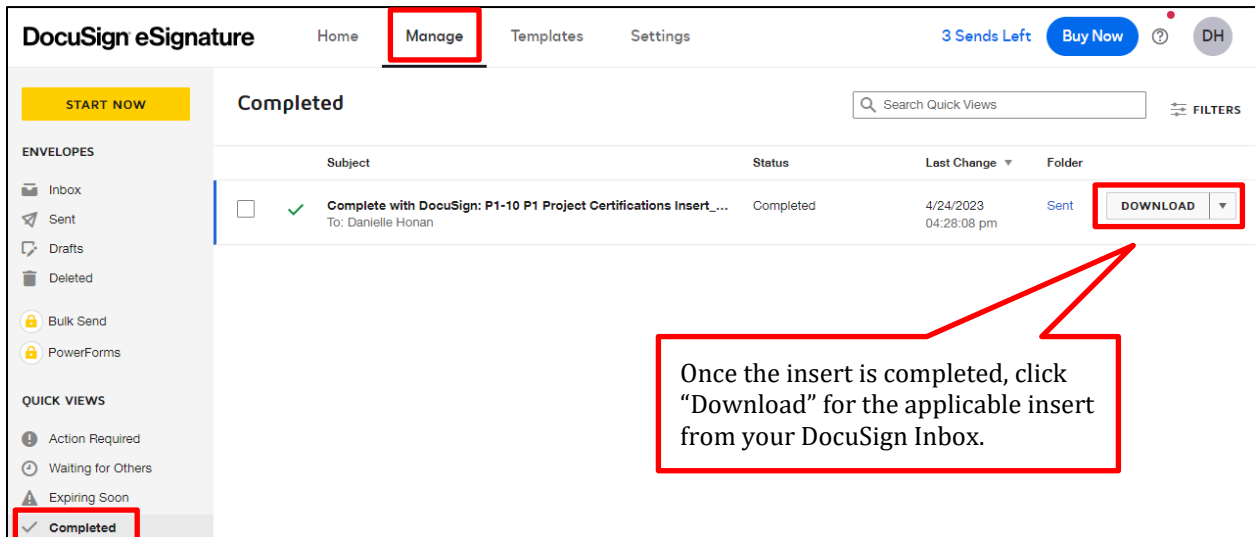 DocuSign eSignature Home Manage Templates Settings 3 Sends Left Buy Now ? DH
START NOW
Completed
Search Quick Views
FILTERS
ENVELOPES
Subject Status Last Change ▼ Folder
Inbox
Sent
Drafts
Deleted
Complete with DocuSign: P1-10 P1 Project Certifications Insert_... Completed 4/24/2023 Sent DOWNLOAD ▼
To: Danielle Honan 04:28:08 pm
Bulk Send
PowerForms
QUICK VIEWS
Action Required
Waiting for Others
Expiring Soon
Completed
Once the insert is completed, click
“Download” for the applicable insert
from your DocuSign Inbox.